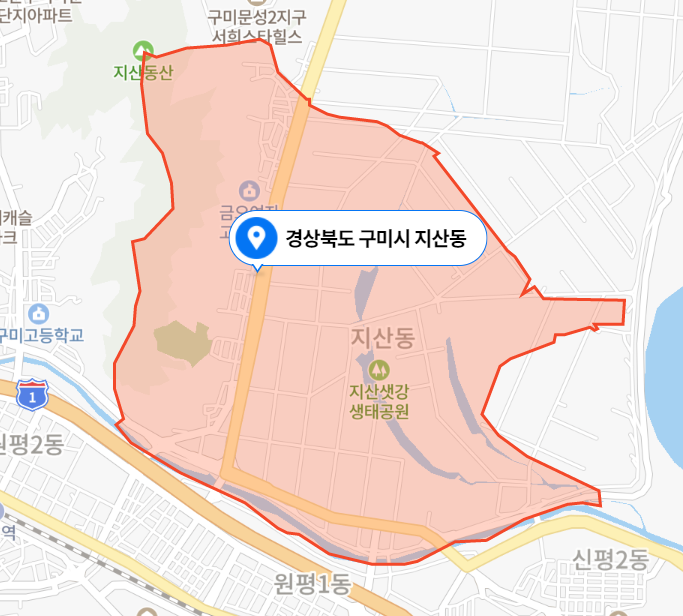 단지아파트
구미문성2지구
서희스타힐스
지산동산
금오여자
캐슬
경상북도 구미시 지산동
구미고등학교
지산동
지산샛강
생태공원
1
원평2동
역
신평2동
원평1동